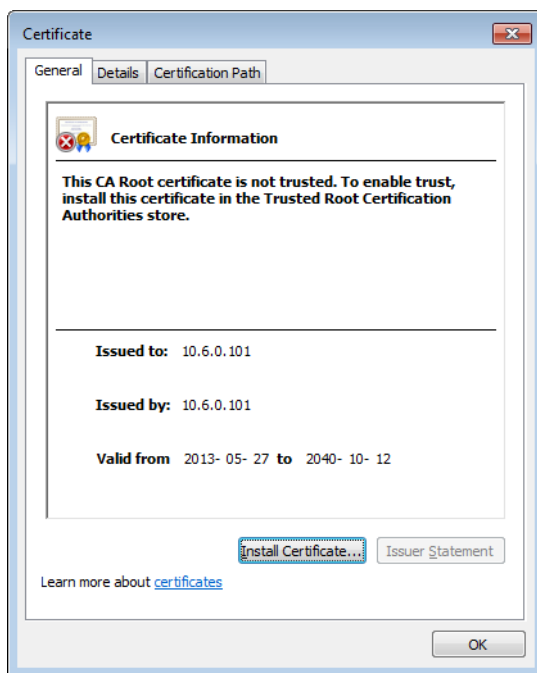 Certificate
General Details Certification Path
Certificate Information
This CA Root certificate is not trusted. To enable trust,
install this certificate in the Trusted Root Certification
Authorities store.
Issued to: 10.6.0.101
Issued by: 10.6.0.101
Valid from 2013- 05- 27 to 2040- 10- 12
Install Certificate... Issuer Statement
Learn more about certificates
OK